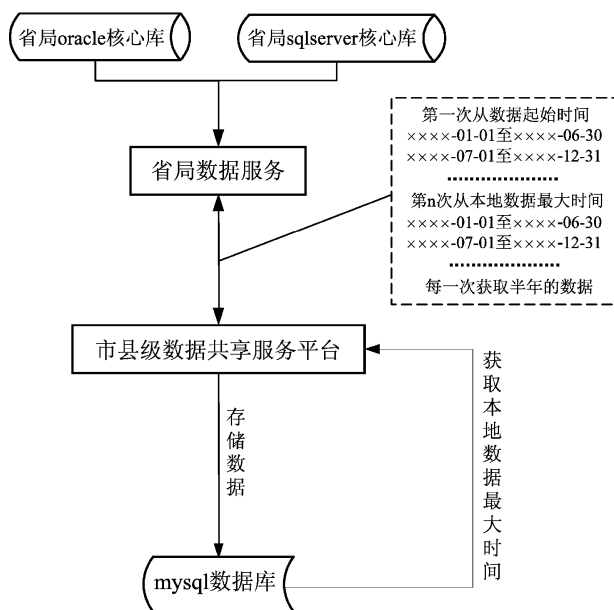 省局oracle核心库
省局sqlserver核心库
第一次从数据起始时间
××××-01-01至××××-06-30
××××-07-01至××××-12-31
第n次从本地数据最大时间
××××-01-01至××××-06-30
××××-07-01至××××-12-31
每一次获取半年的数据
省局数据服务
市县级数据共享服务平台
存储数据
获取本地数据最大时间
mysql数据库